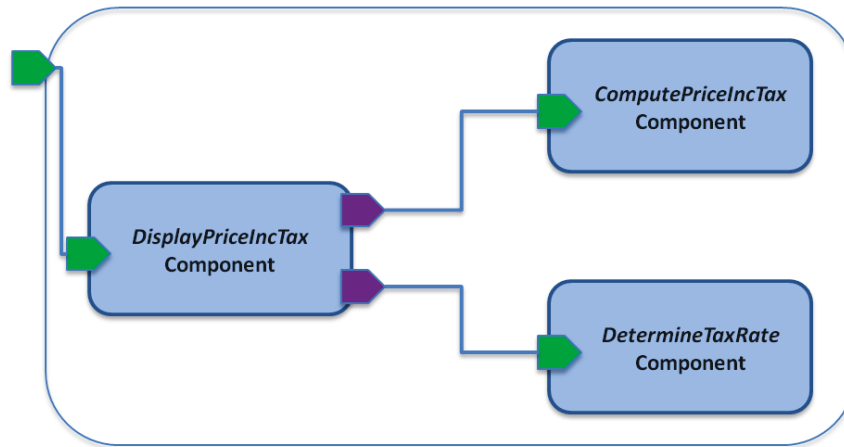 ComputePriceIncTax
Component
DisplayPriceIncTax
Component
DetermineTaxRate
Component